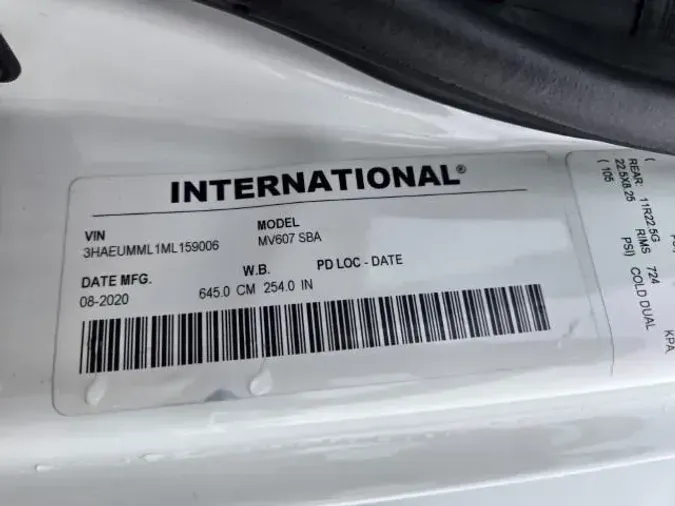 INTERNATIONAL®
VIN
3HAEUMML1ML159006
MODEL
MV607 SBA
DATE MFG.
08-2020
W.B.
645.0 CM 254.0 IN
PD LOC - DATE
(
REAR: 11R22.5G
22.5X8.25 RIMS 724
( 105 PSI) COLD DUAL
KPA